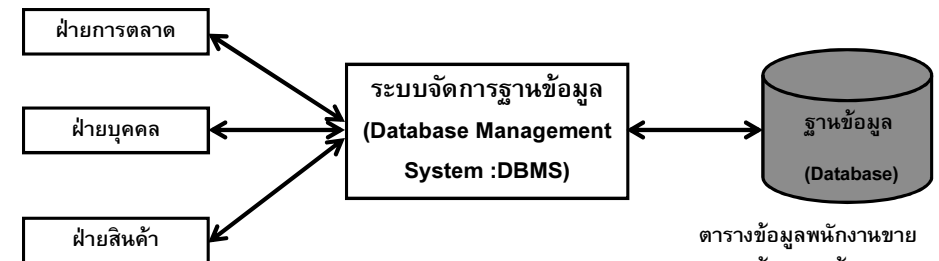 ฝ่ายการตลาด
ฝ่ายบุคคล
ฝ่ายสินค้า
ระบบจัดการฐานข้อมูล
(Database Management
System :DBMS)
ฐานข้อมูล
(Database)
ตารางข้อมูลพนักงานขาย